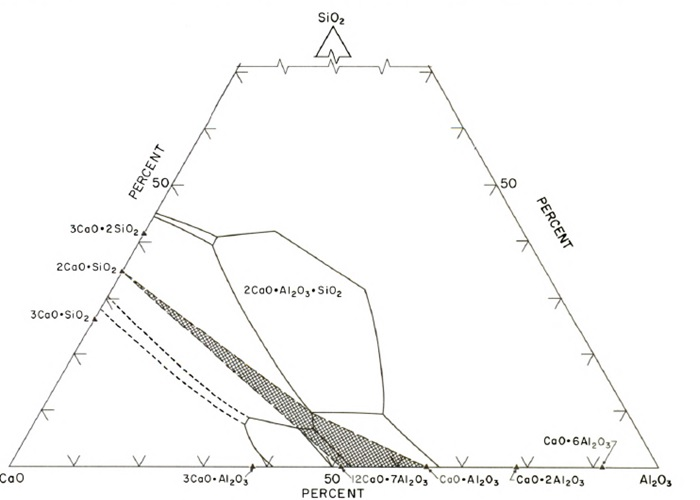 SiO₂
PERCENT
50
50
PERCENT
3CaO•2SiO₂
2CaO•SiO₂
2CaO•Al₂O₃•SiO₂
3CaO•SiO₂
CaO•6Al₂O₃
CaO
3CaO•Al₂O₃
50
12CaO•7Al₂O₃
CaO•Al₂O₃
CaO•2Al₂O₃
Al₂O₃
PERCENT